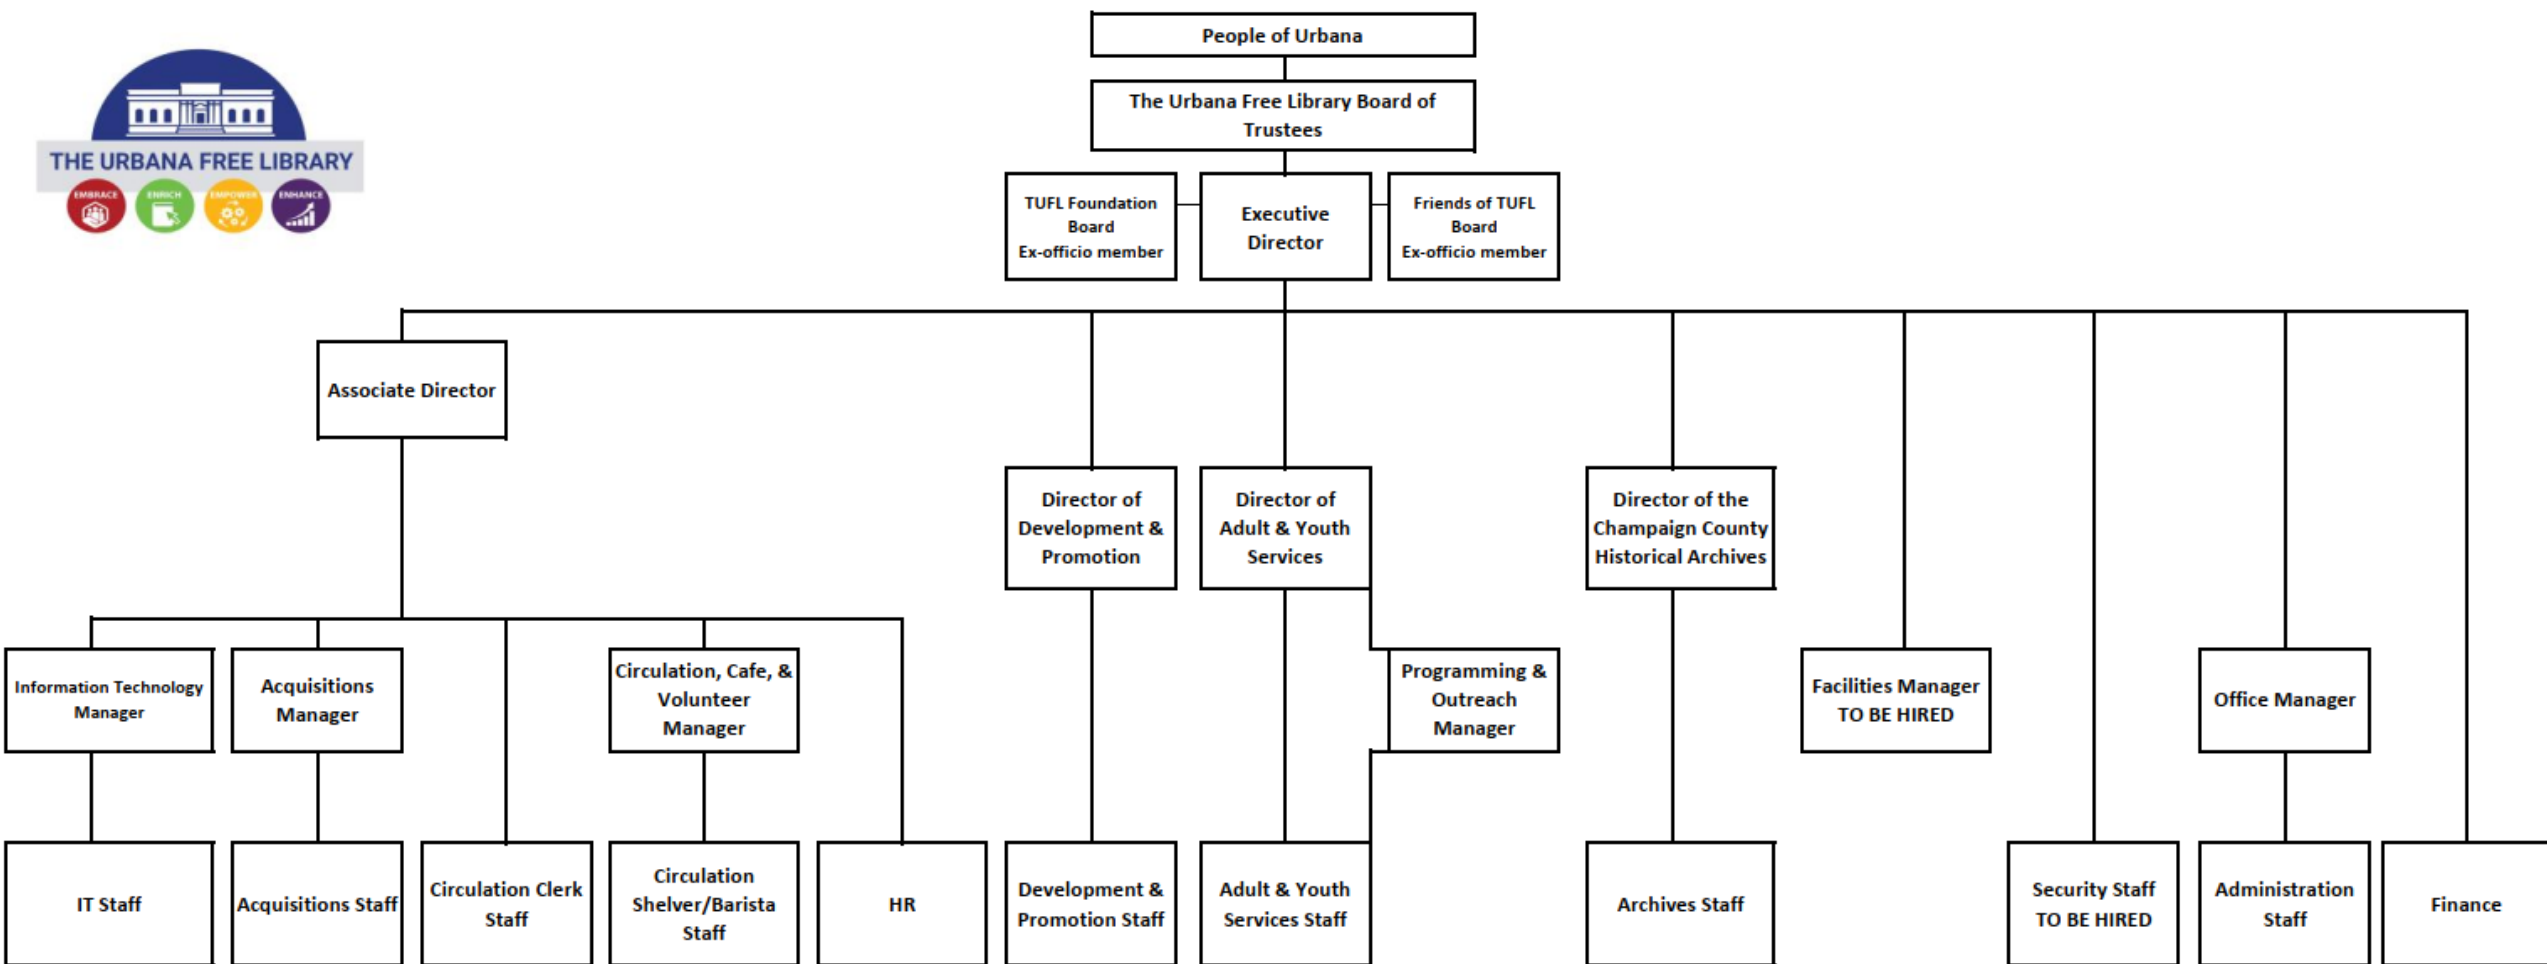 People of Urbana
The Urbana Free Library Board of
Trustees
THE URBANA FREE LIBRARY
EMBRACE
ENRICH
EMPOWER
ENHANCE
TUFL Foundation
Board
Ex-officio member
Executive
Director
Friends of TUFL
Board
Ex-officio member
Associate Director
Director of
Development &
Promotion
Director of
Adult & Youth
Services
Director of the
Champaign County
Historical Archives
Information Technology
Manager
Acquisitions
Manager
Circulation, Cafe, &
Volunteer
Manager
Programming &
Outreach
Manager
Facilities Manager
TO BE HIRED
Office Manager
IT Staff
Acquisitions Staff
Circulation Clerk
Staff
Circulation
Shelver/Barista
Staff
HR
Development &
Promotion Staff
Adult & Youth
Services Staff
Archives Staff
Security Staff
TO BE HIRED
Administration
Staff
Finance